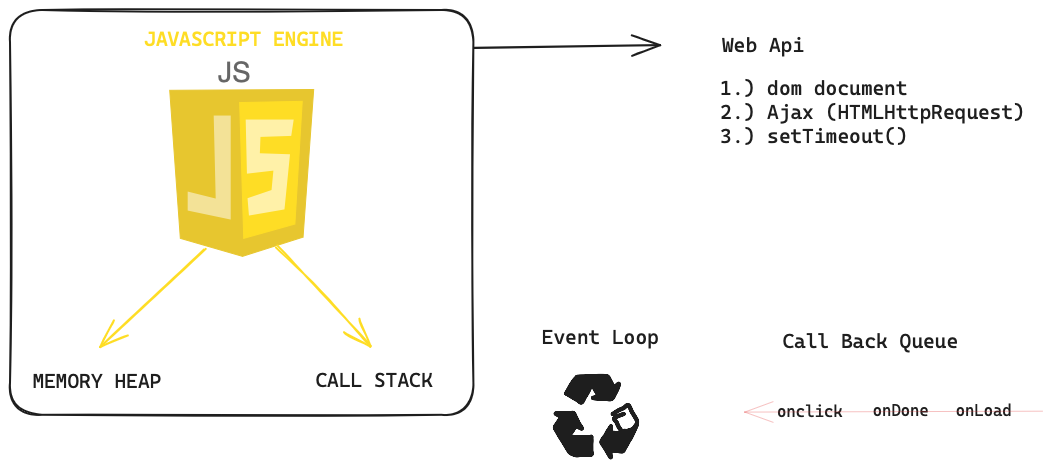 JAVASCRIPT ENGINE
JS
JS
MEMORY HEAP
CALL STACK
Web Api
1.) dom document
2.) Ajax (HTMLHttpRequest)
3.) setTimeout()
Event Loop
Call Back Queue
onclick onDone onLoad